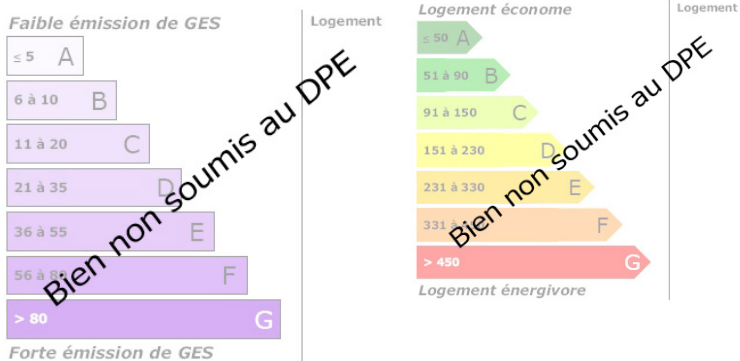 Faible émission de GES
Logement
≤ 5 A
6 à 10 B
11 à 20 C
21 à 35 D
36 à 55 E
56 à 80 F
> 80 G
Forte émission de GES
Bien non soumis au DPE
Logement économe
Logement
≤ 50 A
51 à 90 B
91 à 150 C
151 à 230 D
231 à 330 E
331 à F
> 450 G
Logement énergivore
Bien non soumis au DPE